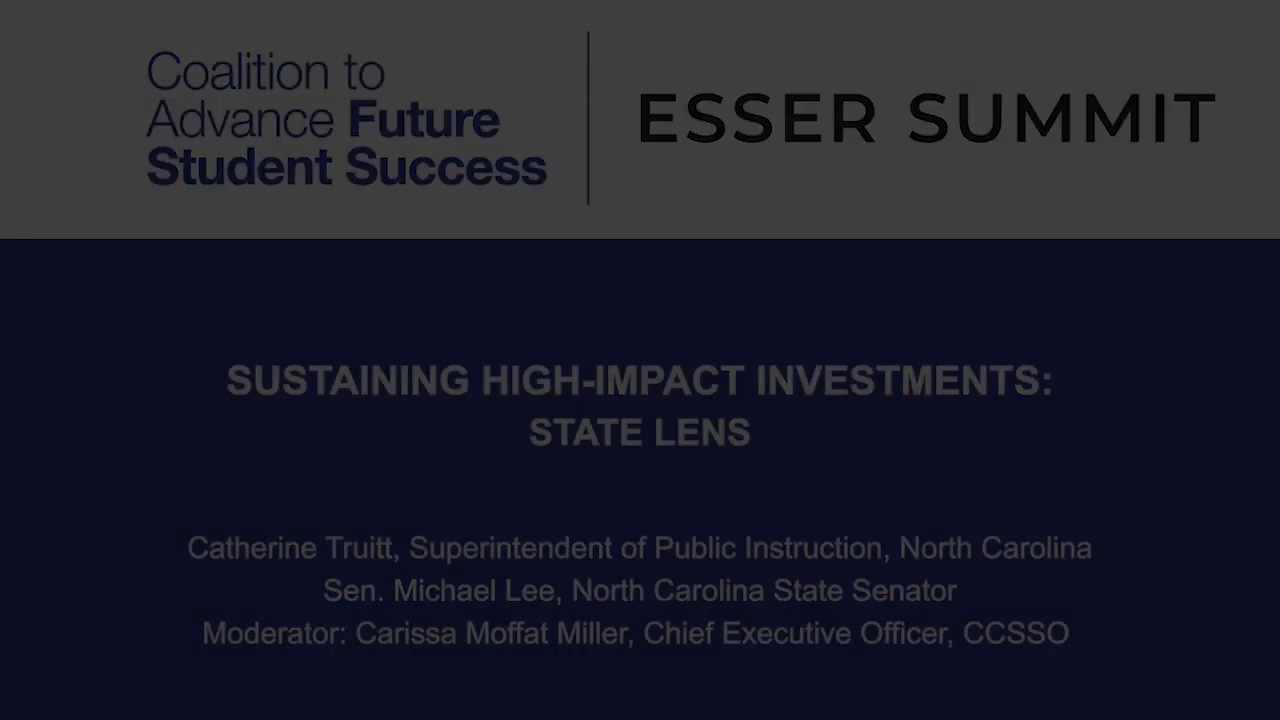 Coalition to
Advance Future
Student Success
ESSER SUMMIT
SUSTAINING HIGH-IMPACT INVESTMENTS:
STATE LENS
Catherine Truitt, Superintendent of Public Instruction, North Carolina
Sen. Michael Lee, North Carolina State Senator
Moderator: Carissa Moffat Miller, Chief Executive Officer, CCSSO